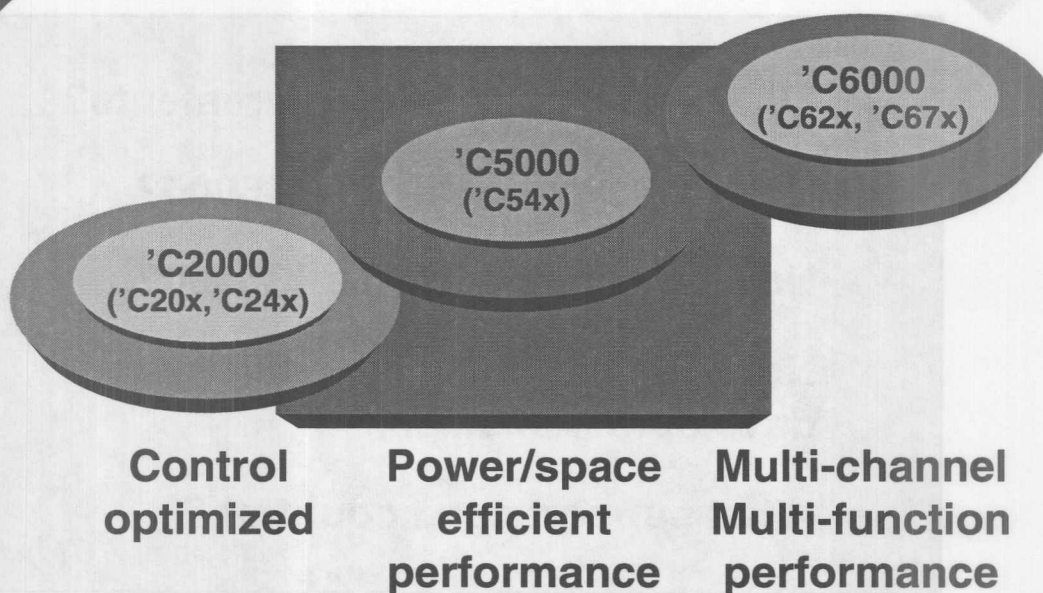 'C6000
('C62x, 'C67x)
'C5000
('C54x)
'C2000
('C20x,'C24x)
Control
optimized
Power/space
efficient
performance
Multi-channel
Multi-function
performance